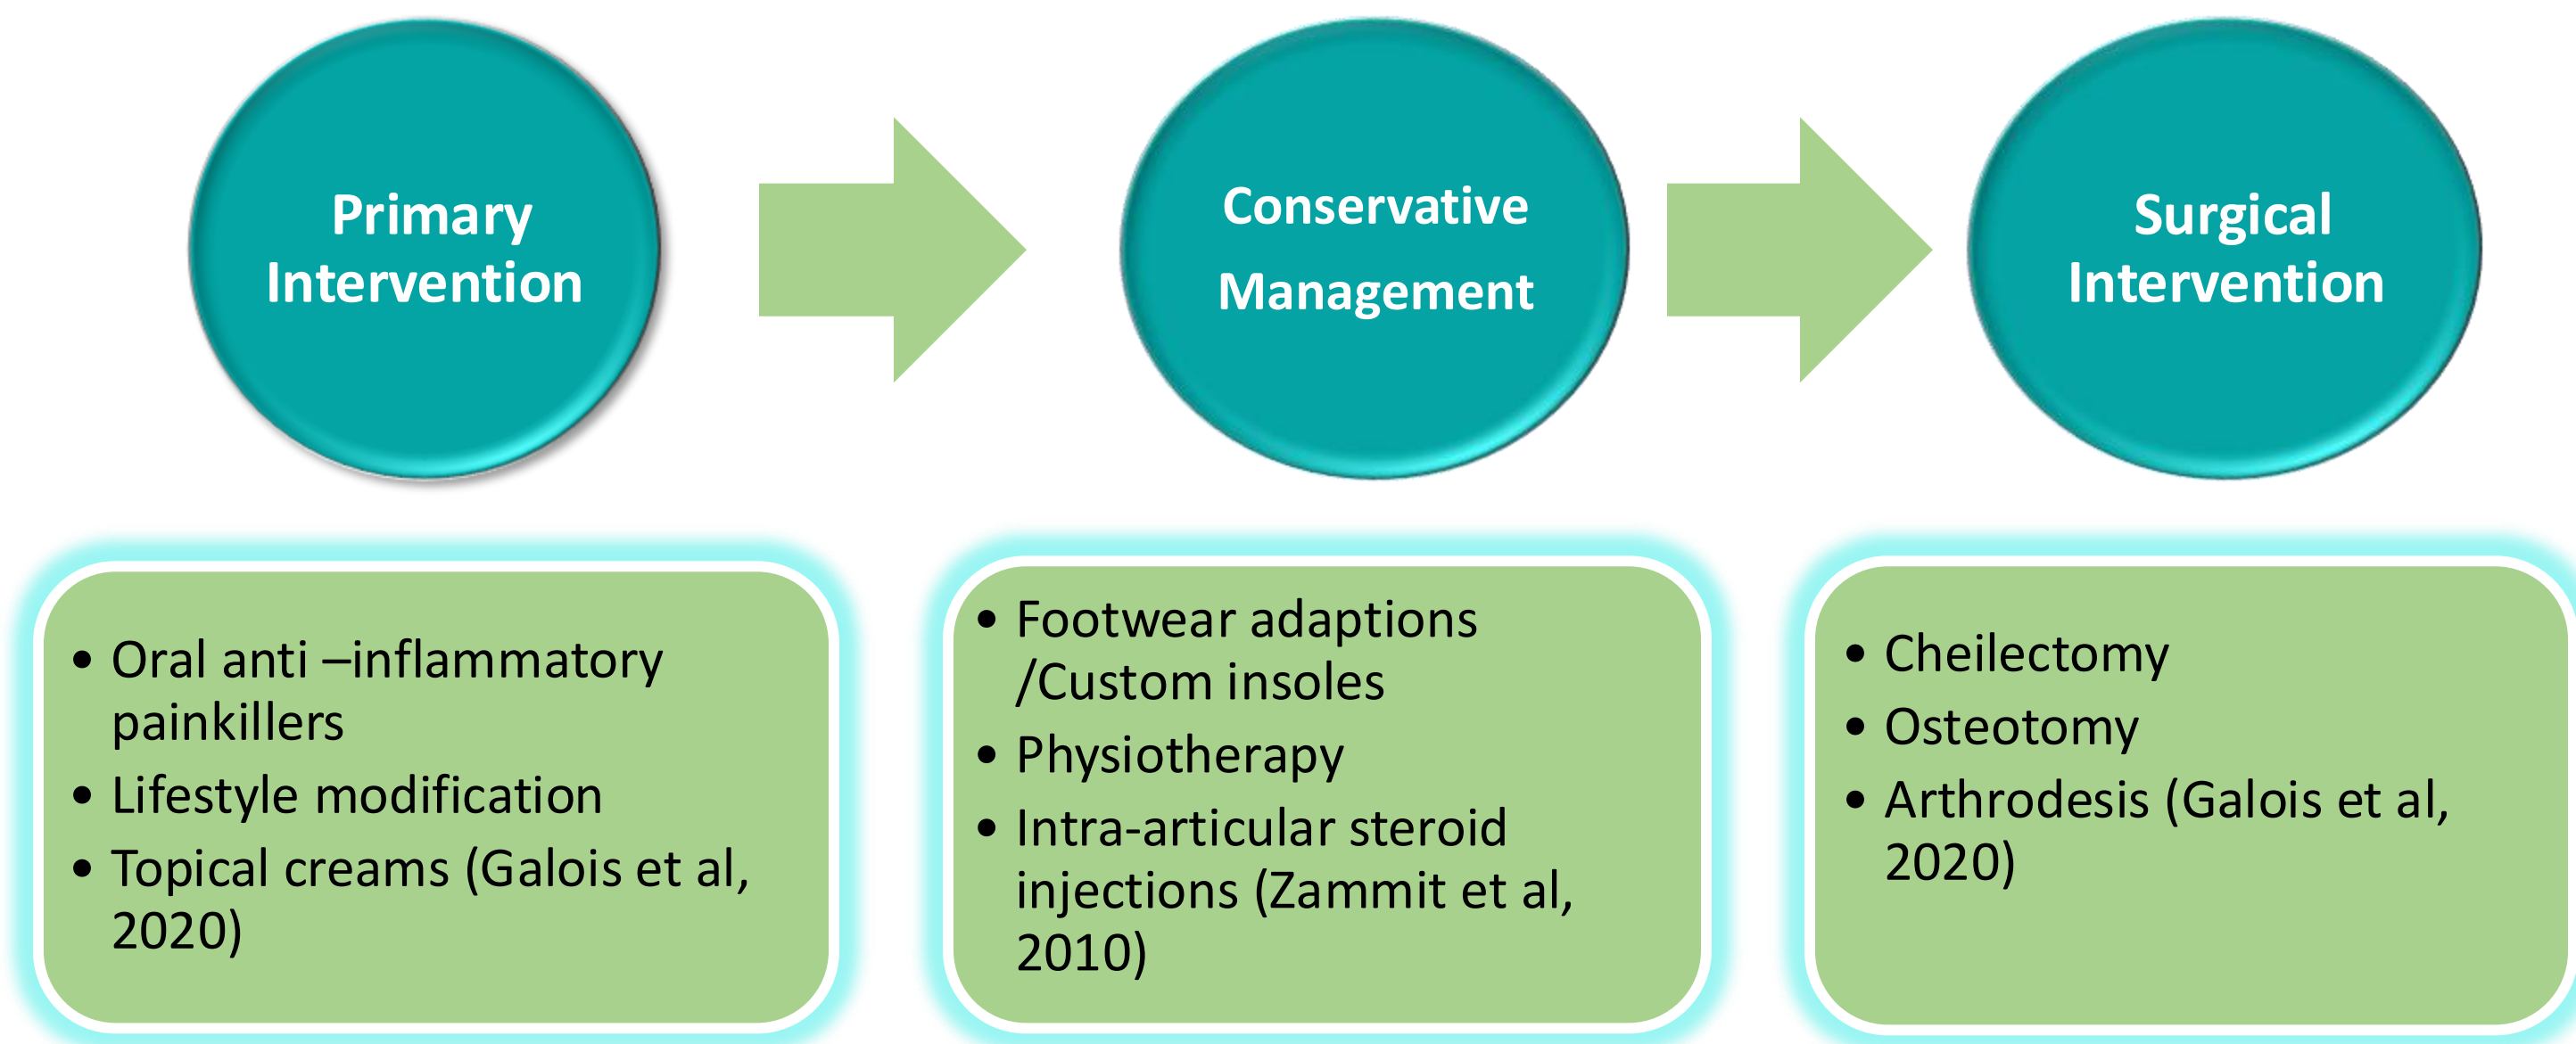 Primary
Intervention
Conservative
Management
Surgical
Intervention
• Oral anti –inflammatory
painkillers
• Lifestyle modification
• Topical creams (Galois et al,
2020)
• Footwear adaptions
/Custom insoles
• Physiotherapy
• Intra-articular steroid
injections (Zammit et al,
2010)
• Cheilectomy
• Osteotomy
• Arthrodesis (Galois et al,
2020)